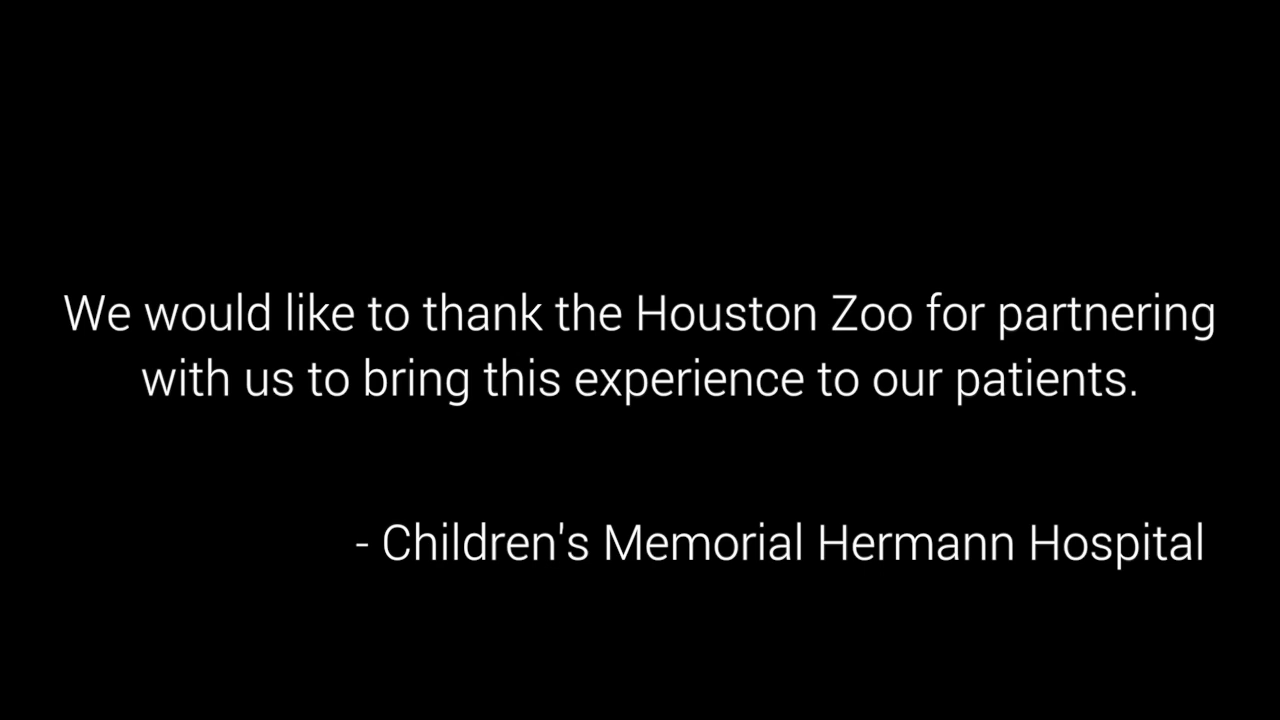 We would like to thank the Houston Zoo for partnering
with us to bring this experience to our patients.
- Children's Memorial Hermann Hospital